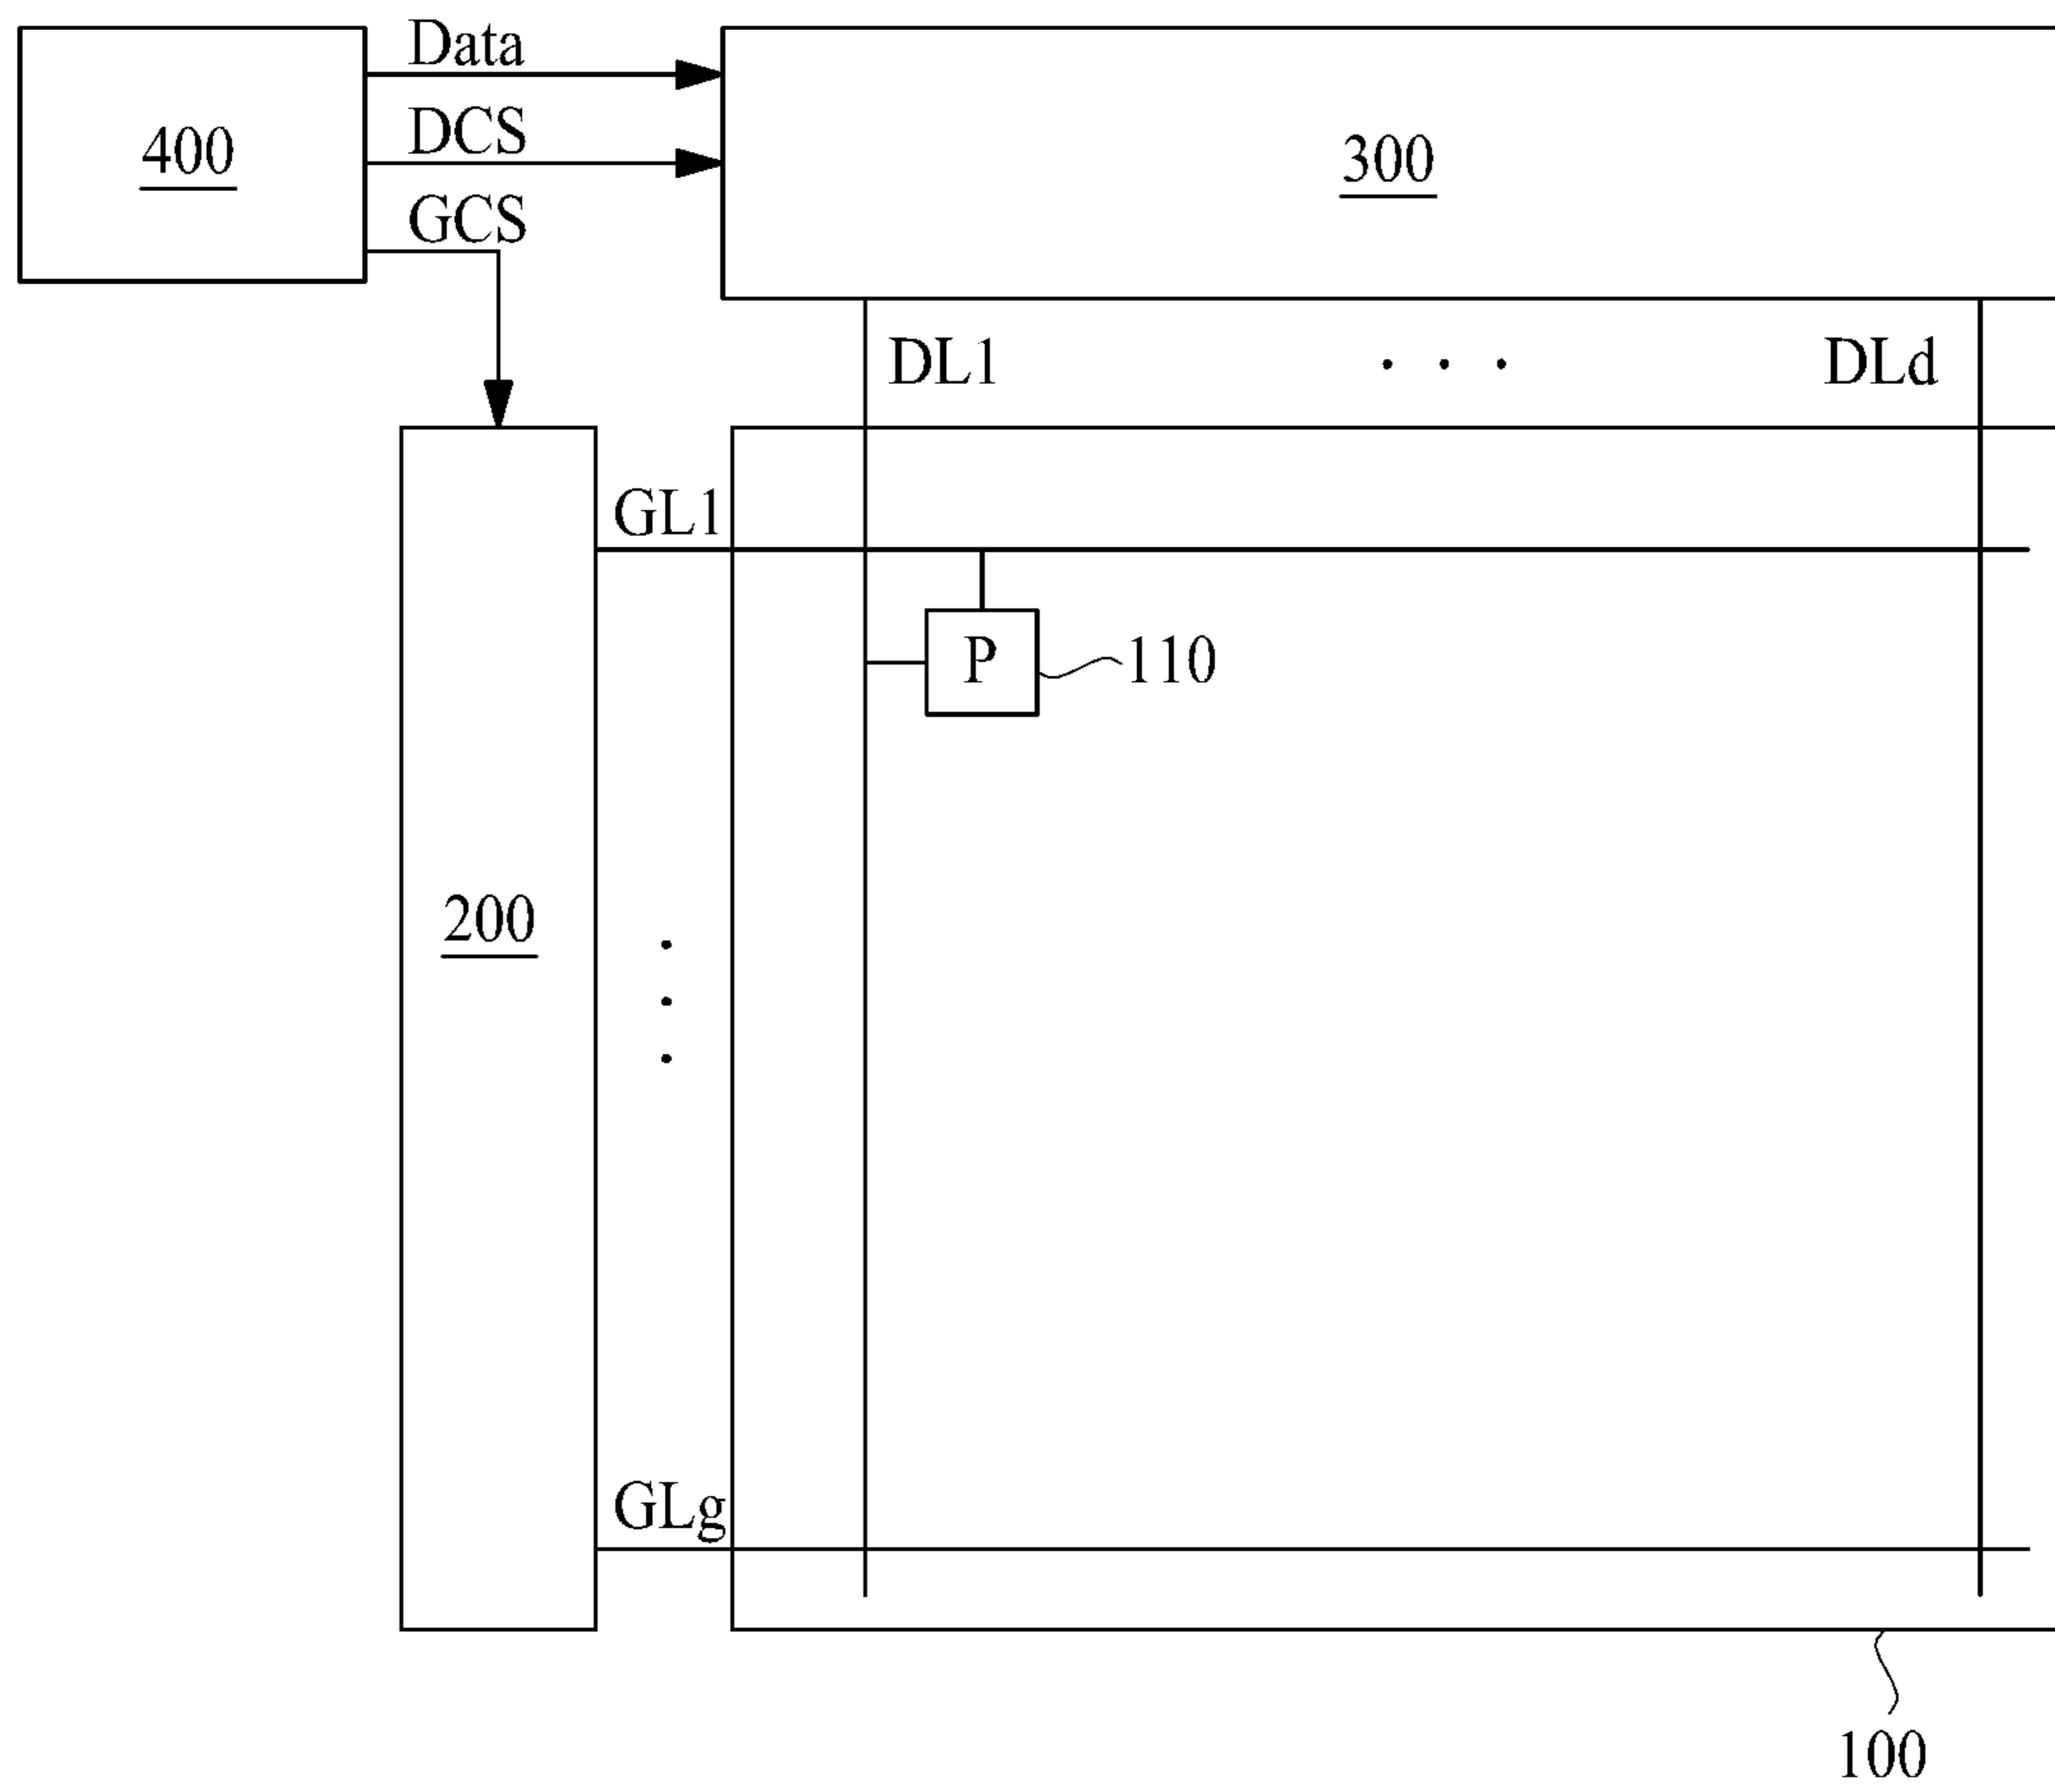 Data
DCS
GCS
400
300
DL1
. . .
DLd
GL1
P
110
200
GLg
100